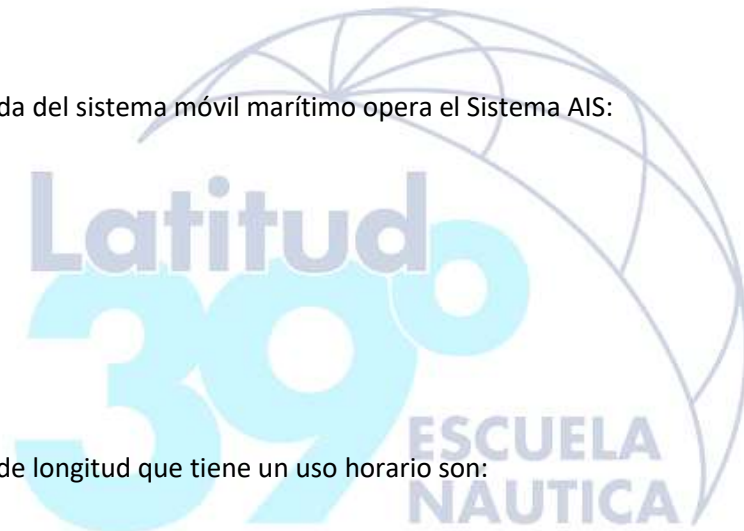 da del sistema móvil marítimo opera el Sistema AIS:
Latitud
39º
ESCUELA
de longitud que tiene un uso horario son:
NÁUTICA